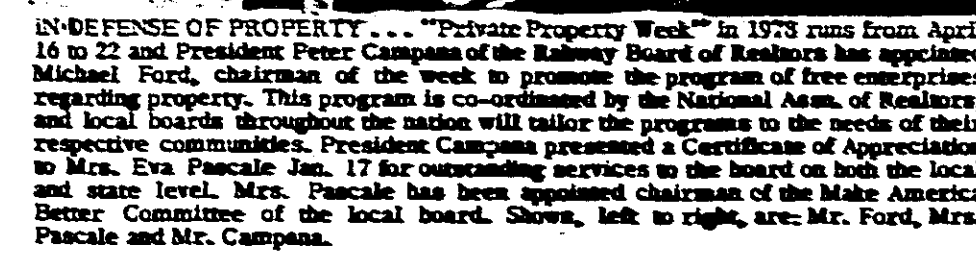 IN DEFENSE OF PROPERTY... "Private Property Week" in 1978 runs from Apri
16 to 22 and President Peter Campana of the Rahway Board of Realtors has appointed
Michael Ford, chairman of the week to promote the program of free enterprise
regarding property. This program is co-ordinated by the National Assn. of Realtors
and local boards throughout the nation will tailor the programs to the needs of their
respective communities. President Campana presented a Certificate of Appreciation
to Mrs. Eva Pascale Jan. 17 for outstanding services to the board on both the loca
and state level. Mrs. Pascale has been appointed chairman of the Make America
Better Committee of the local board. Shown, left to right, are: Mr. Ford, Mrs.
Pascale and Mr. Campana.